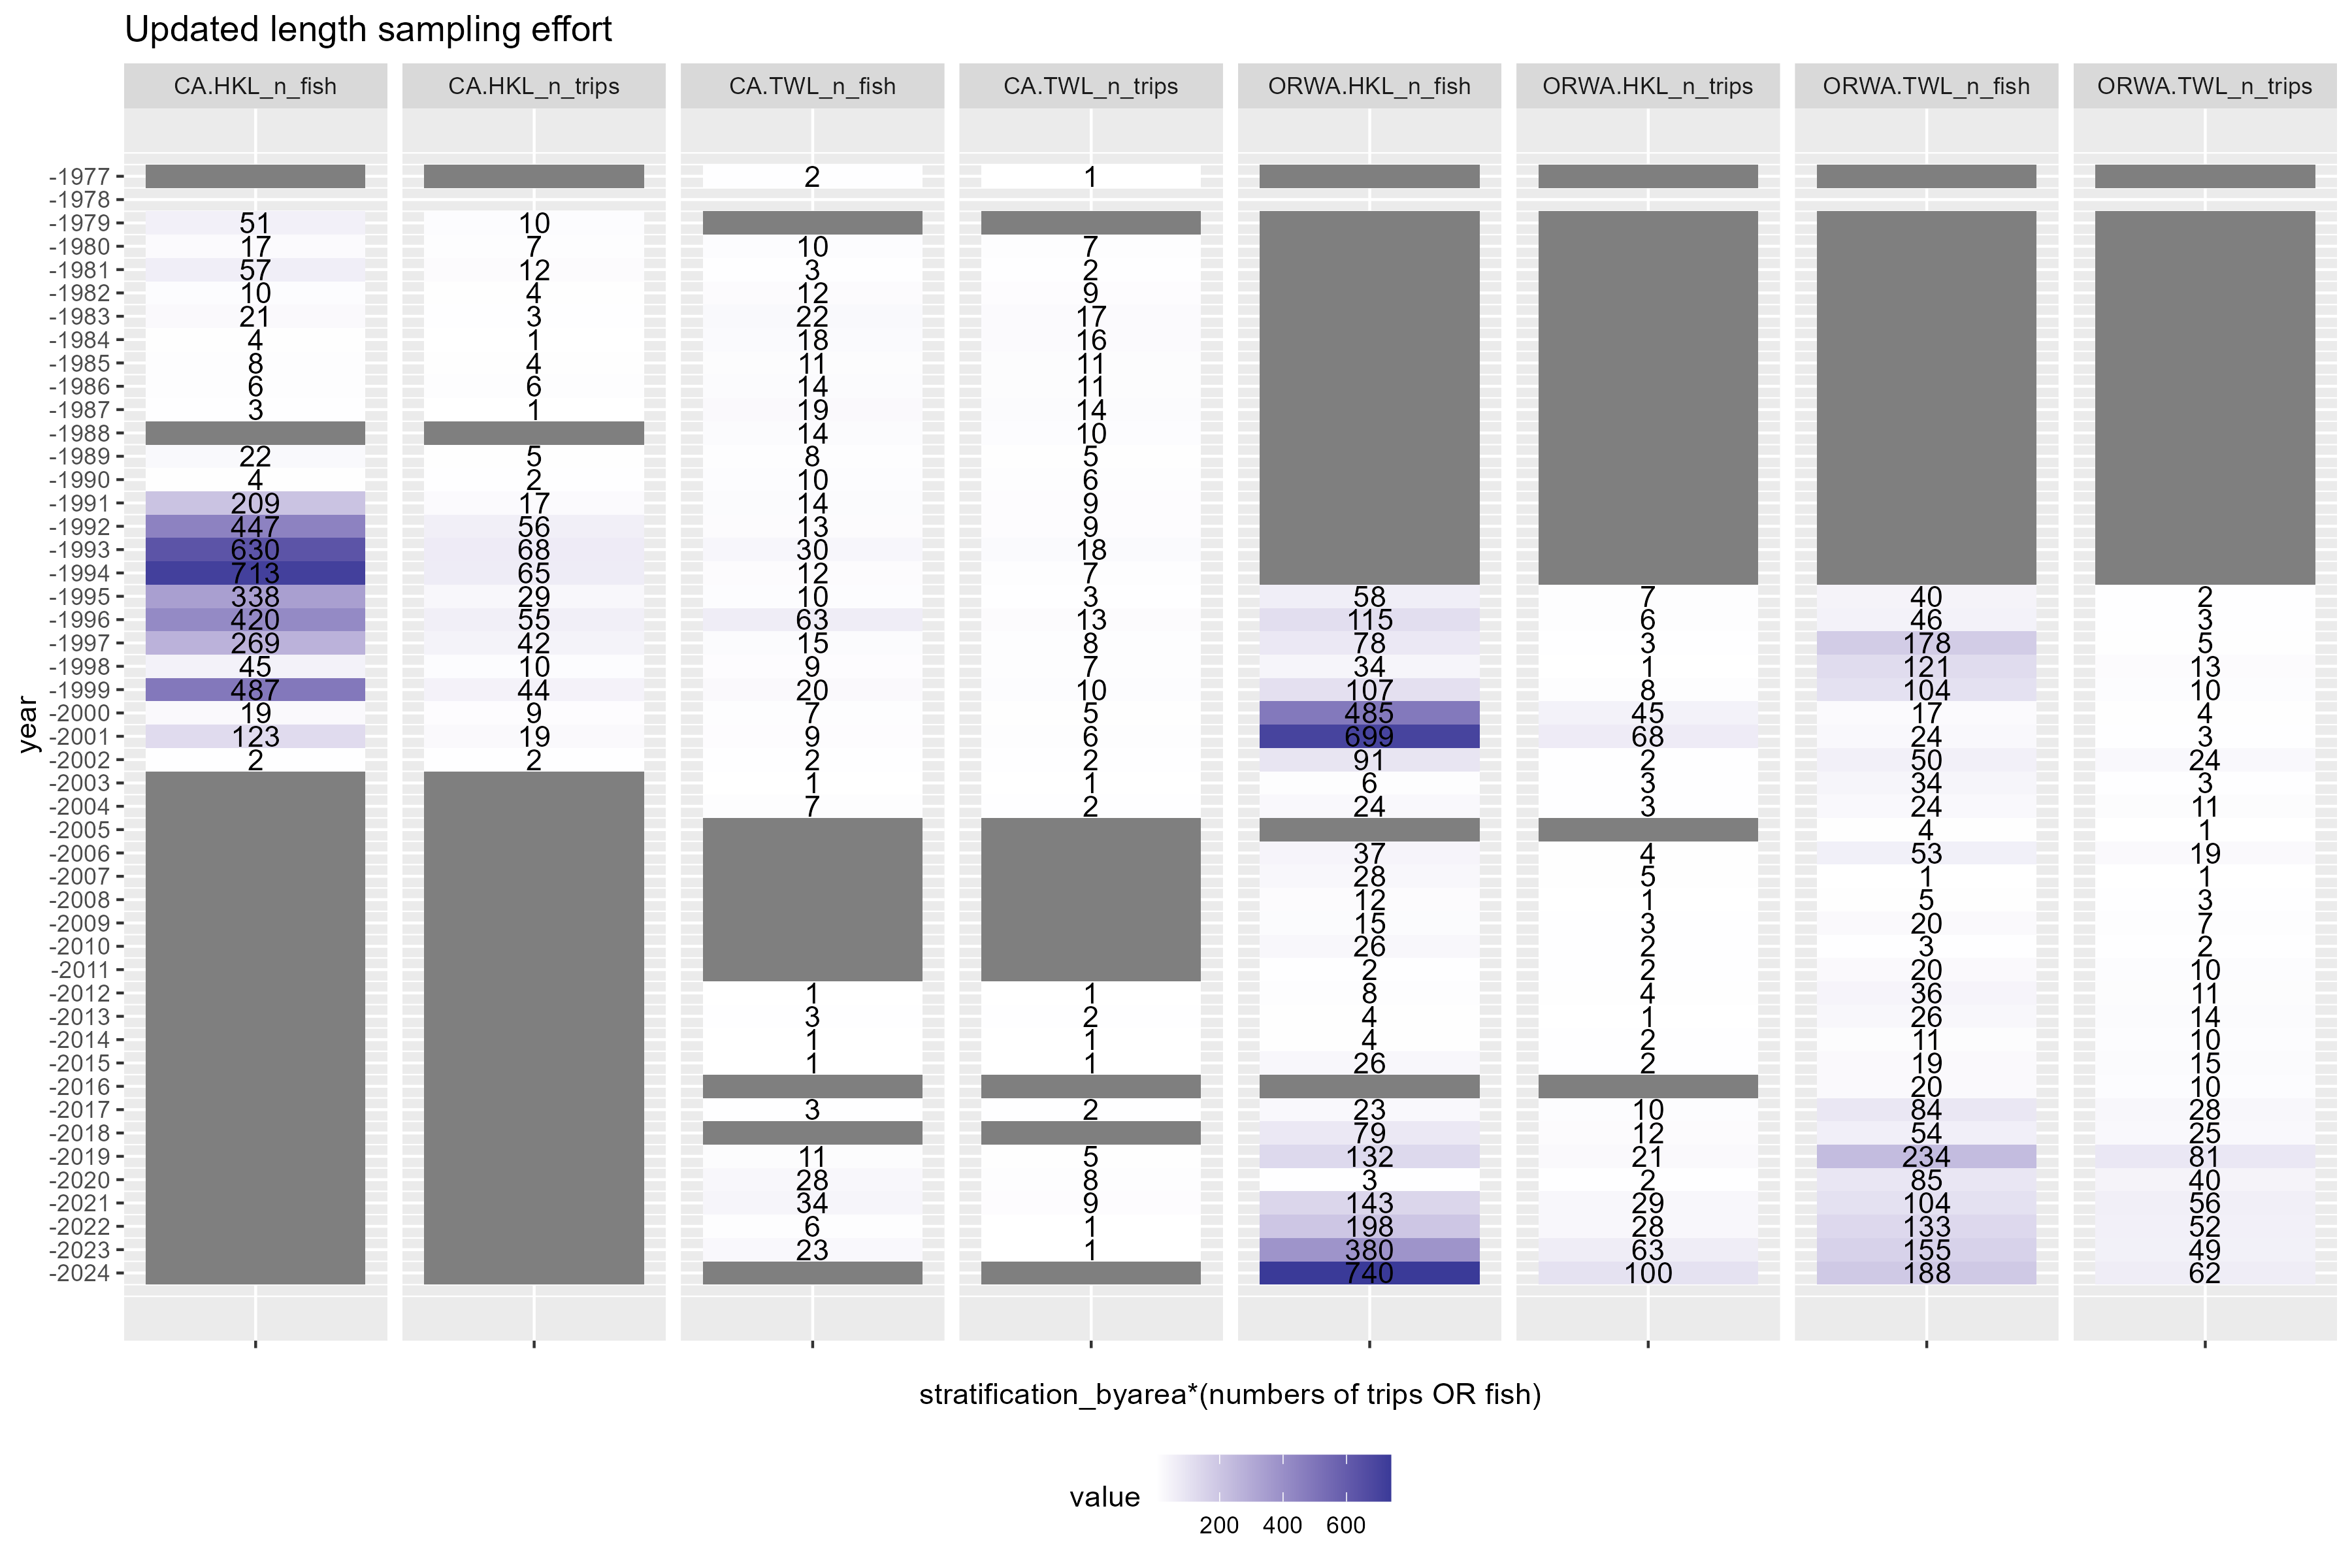 Updated length sampling effort
CA.HKL_n_fish CA.HKL_n_trips CA.TWL_n_fish CA.TWL_n_trips ORWA.HKL_n_fish ORWA.HKL_n_trips ORWA.TWL_n_fish ORWA.TWL_n_trips
-1977 2 1
-1978
-1979 51 10
-1980 17 7 10 7
-1981 57 12 3 2
-1982 10 4 12 9
-1983 21 3 22 17
-1984 4 1 18 16
-1985 8 4 11 11
-1986 6 6 14 11
-1987 3 1 19 14
-1988 14 10
-1989 22 5 8 5
-1990 4 2 10 6
-1991 209 17 14 9
-1992 447 56 13 9
-1993 630 68 30 18
-1994 713 65 12 7
-1995 338 29 10 3 58 7 40 2
-1996 420 55 63 13 115 6 46 3
-1997 269 42 15 8 78 3 178 5
-1998 45 10 9 7 34 1 121 13
-1999 487 44 20 10 107 8 104 10
-2000 19 9 7 5 485 45 17 4
-2001 123 19 9 6 699 68 24 3
-2002 2 2 2 2 91 2 50 24
-2003 1 1 6 3 34 3
-2004 7 2 24 3 24 11
-2005 4 1
-2006 37 4 53 19
-2007 28 5 1 1
-2008 12 1 5 3
-2009 15 3 20 7
-2010 26 2 3 2
-2011 2 2 20 10
-2012 1 1 8 4 36 11
-2013 3 2 4 1 26 14
-2014 1 1 4 2 11 10
-2015 1 1 26 2 19 15
-2016 20 10
-2017 3 2 23 10 84 28
-2018 79 12 54 25
-2019 11 5 132 21 234 81
-2020 28 8 3 2 85 40
-2021 34 9 143 29 104 56
-2022 6 1 198 28 133 52
-2023 23 1 380 63 155 49
-2024 740 100 188 62
year
stratification_byarea*(numbers of trips OR fish)
value
200 400 600